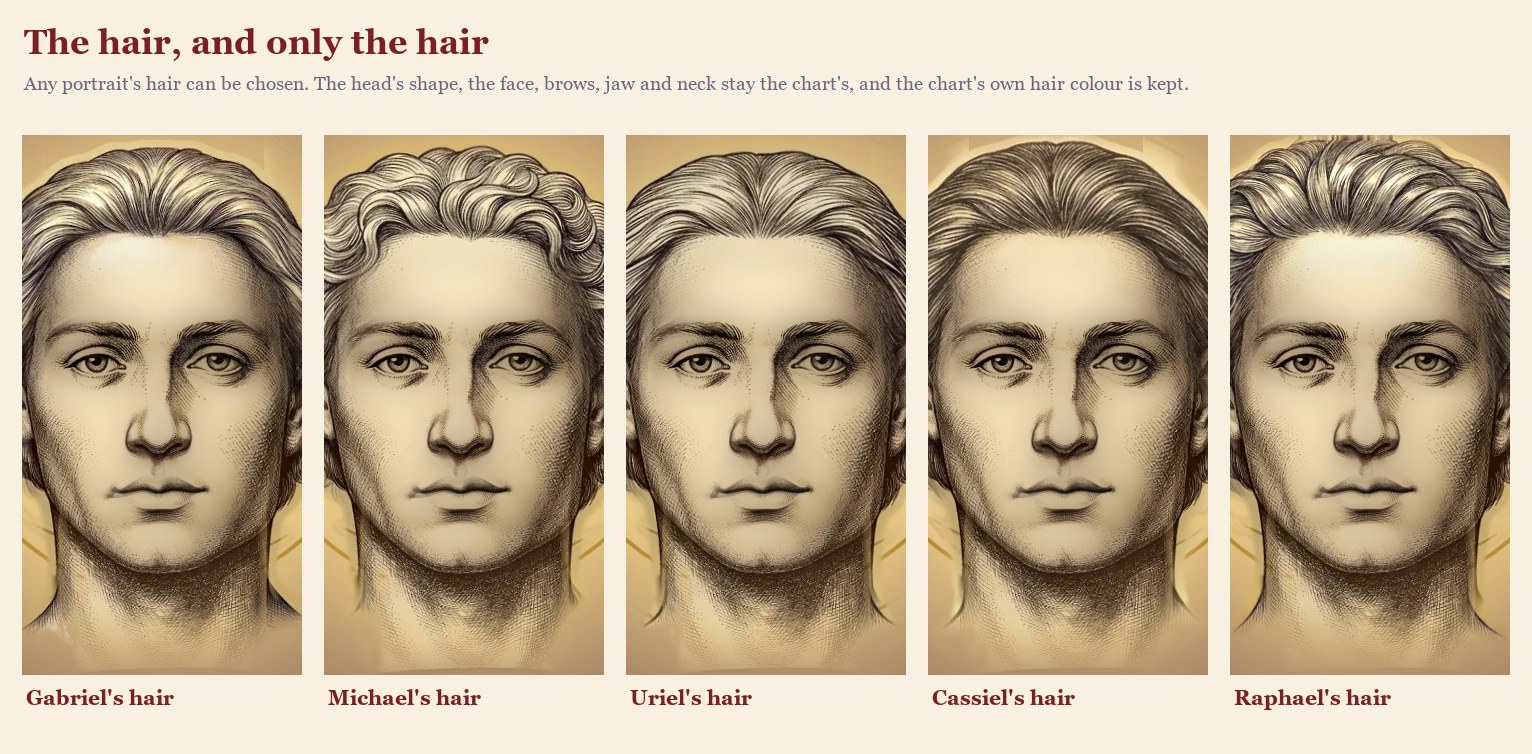 The hair, and only the hair
Any portrait's hair can be chosen. The head's shape, the face, brows, jaw and neck stay the chart's, and the chart's own hair colour is kept.
Gabriel's hair
Michael's hair
Uriel's hair
Cassiel's hair
Raphael's hair